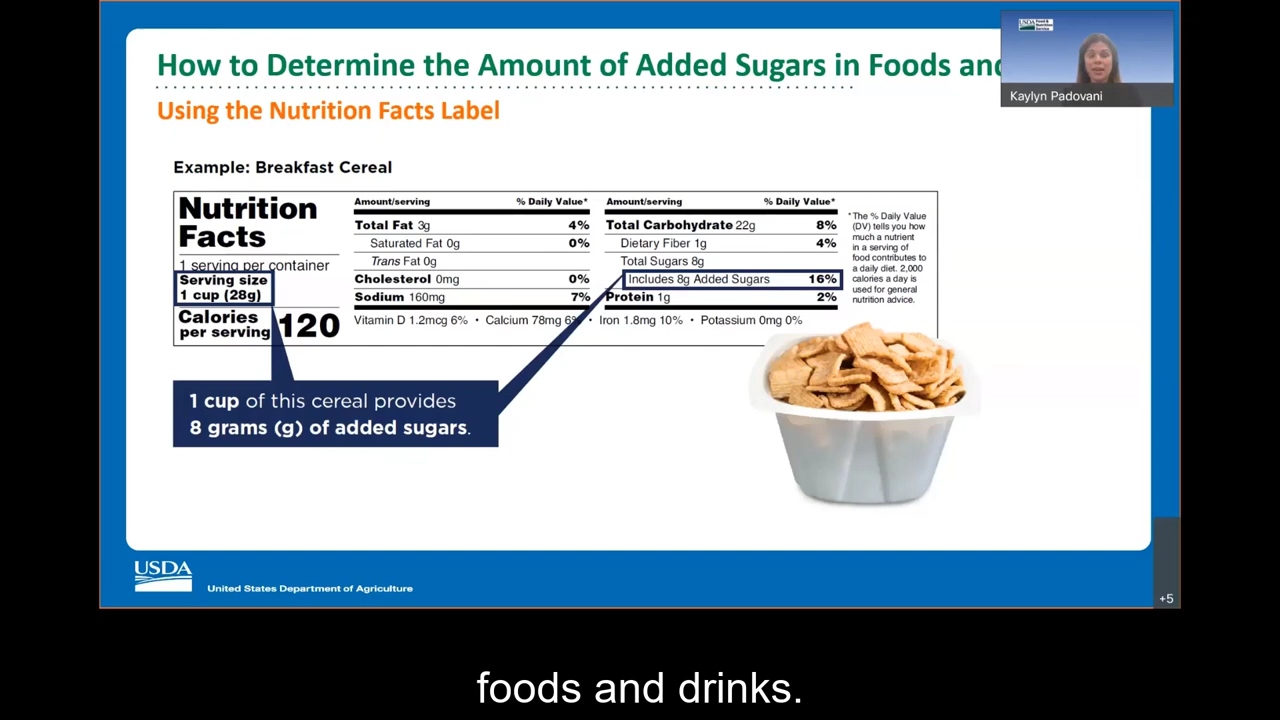 How to Determine the Amount of Added Sugars in Foods and
Using the Nutrition Facts Label
USDA Food & Nutrition Service
Kaylyn Padovani
Example: Breakfast Cereal
Nutrition
Facts
1 serving per container
Serving size
1 cup (28g)
Calories
per serving 120
Amount/serving % Daily Value*
Total Fat 3g 4%
Saturated Fat 0g 0%
Trans Fat 0g
Cholesterol 0mg 0%
Sodium 160mg 7%
Amount/serving % Daily Value*
Total Carbohydrate 22g 8%
Dietary Fiber 1g 4%
Total Sugars 8g
Includes 8g Added Sugars 16%
Protein 1g 2%
Vitamin D 1.2mcg 6% • Calcium 78mg 6% • Iron 1.8mg 10% • Potassium 0mg 0%
*The % Daily Value
(DV) tells you how
much a nutrient
in a serving of
food contributes to
a daily diet. 2,000
calories a day is
used for general
nutrition advice.
1 cup of this cereal provides
8 grams (g) of added sugars.
USDA
United States Department of Agriculture
+5
foods and drinks.